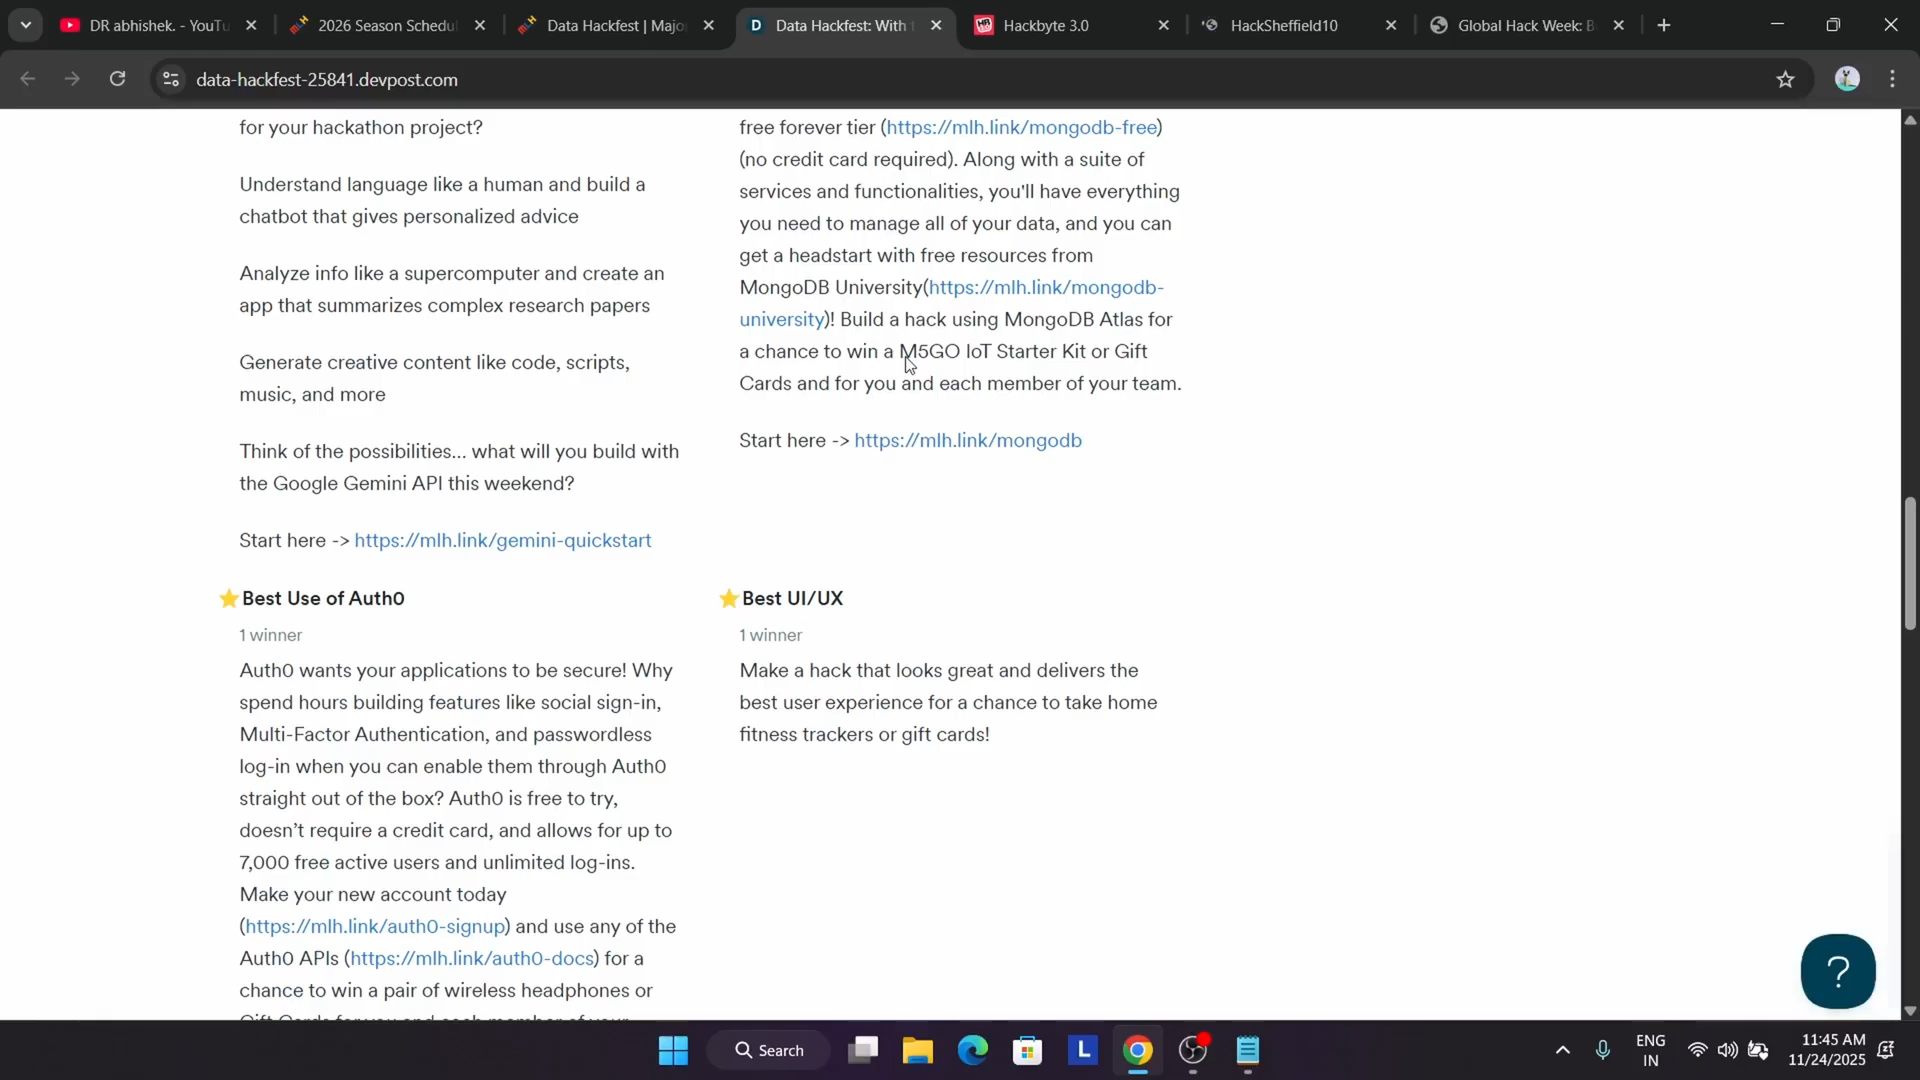 DR abhishek. - YouTu
2026 Season Schedul
Data Hackfest | Majo
Data Hackfest: With t
Hackbyte 3.0
HackSheffield10
Global Hack Week: B
data-hackfest-25841.devpost.com
for your hackathon project?
Understand language like a human and build a
chatbot that gives personalized advice
Analyze info like a supercomputer and create an
app that summarizes complex research papers
Generate creative content like code, scripts,
music, and more
Think of the possibilities... what will you build with
the Google Gemini API this weekend?
Start here -> https://mlh.link/gemini-quickstart
free forever tier (https://mlh.link/mongodb-free)
(no credit card required). Along with a suite of
services and functionalities, you'll have everything
you need to manage all of your data, and you can
get a headstart with free resources from
MongoDB University(https://mlh.link/mongodb-
university)! Build a hack using MongoDB Atlas for
a chance to win a M5GO IoT Starter Kit or Gift
Cards and for you and each member of your team.
Start here -> https://mlh.link/mongodb
⭐Best Use of Auth0
1 winner
Auth0 wants your applications to be secure! Why
spend hours building features like social sign-in,
Multi-Factor Authentication, and passwordless
log-in when you can enable them through Auth0
straight out of the box? Auth0 is free to try,
doesn’t require a credit card, and allows for up to
7,000 free active users and unlimited log-ins.
Make your new account today
(https://mlh.link/auth0-signup) and use any of the
Auth0 APIs (https://mlh.link/auth0-docs) for a
chance to win a pair of wireless headphones or
Gift Cards for you and each member of your
⭐Best UI/UX
1 winner
Make a hack that looks great and delivers the
best user experience for a chance to take home
fitness trackers or gift cards!
?
Search
L
ENG
IN
11:45 AM
11/24/2025